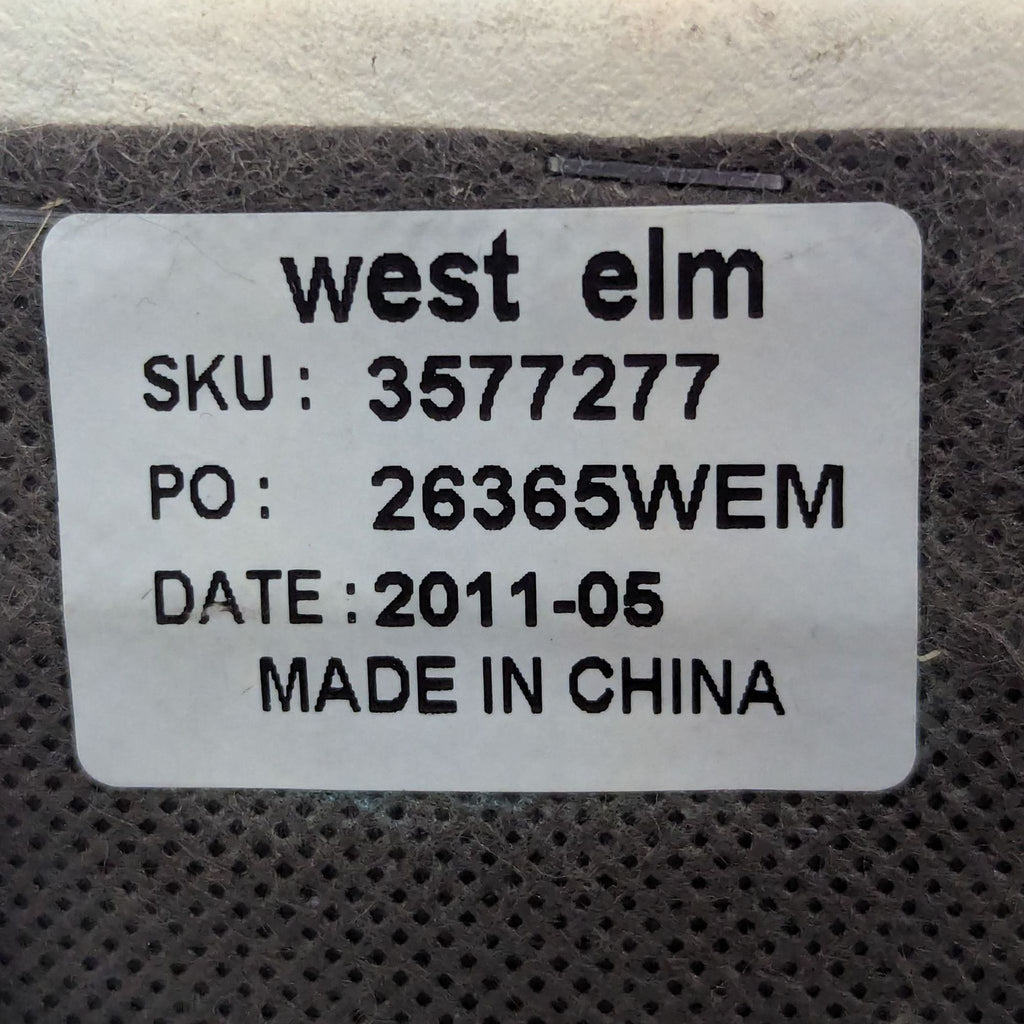 west elm
SKU: 3577277
PO: 26365WEM
DATE: 2011-05
MADE IN CHINA